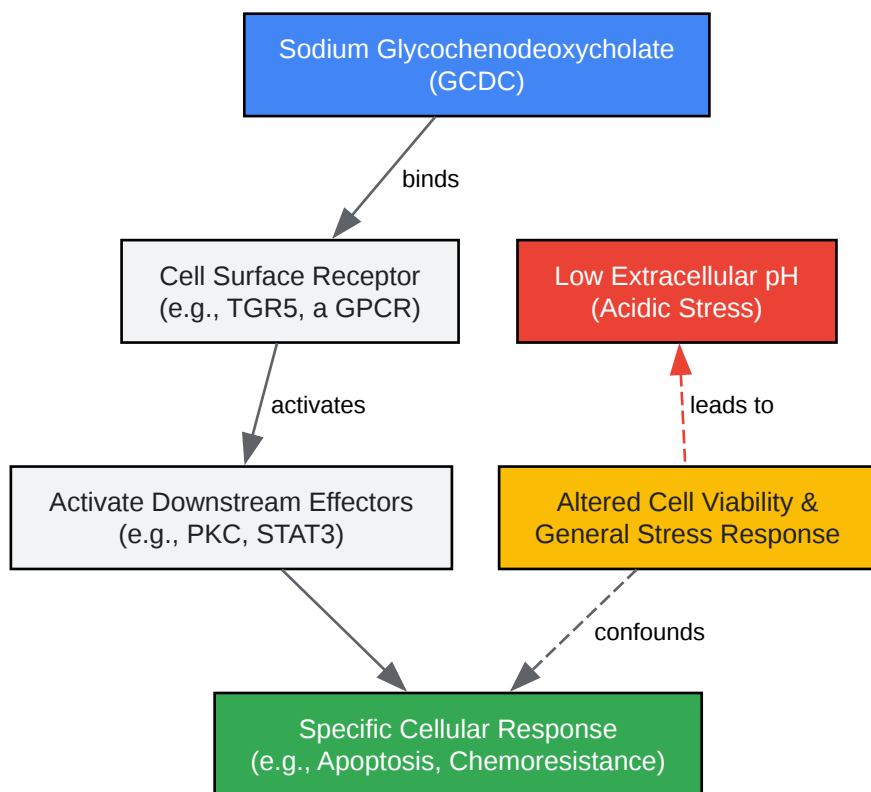 Sodium Glycochenodeoxycholate
(GCDC)
binds
Cell Surface Receptor
(e.g., TGR5, a GPCR)
Low Extracellular pH
(Acidic Stress)
activates
leads to
Activate Downstream Effectors
(e.g., PKC, STAT3)
Altered Cell Viability &
General Stress Response
confounds
Specific Cellular Response
(e.g., Apoptosis, Chemoresistance)